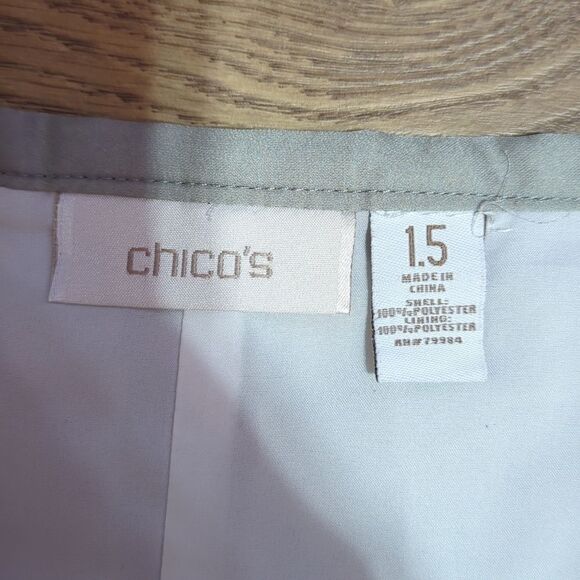 chico's
1.5
MADE IN
CHINA
SHELL:
100% POLYESTER
LINING:
100% POLYESTER
RN# 79984